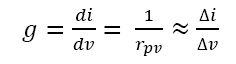 g = di/dv = 1/r_pv ≈ Δi/Δv